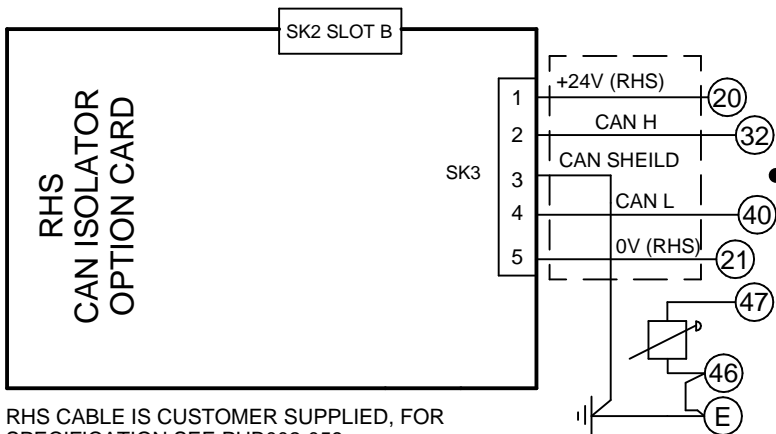 SK2 SLOT B
RHS
CAN ISOLATOR
OPTION CARD
SK3
1
+24V (RHS)
20
2
CAN H
32
3
CAN SHEILD
4
CAN L
40
5
0V (RHS)
21
47
46
E
RHS CABLE IS CUSTOMER SUPPLIED, FOR